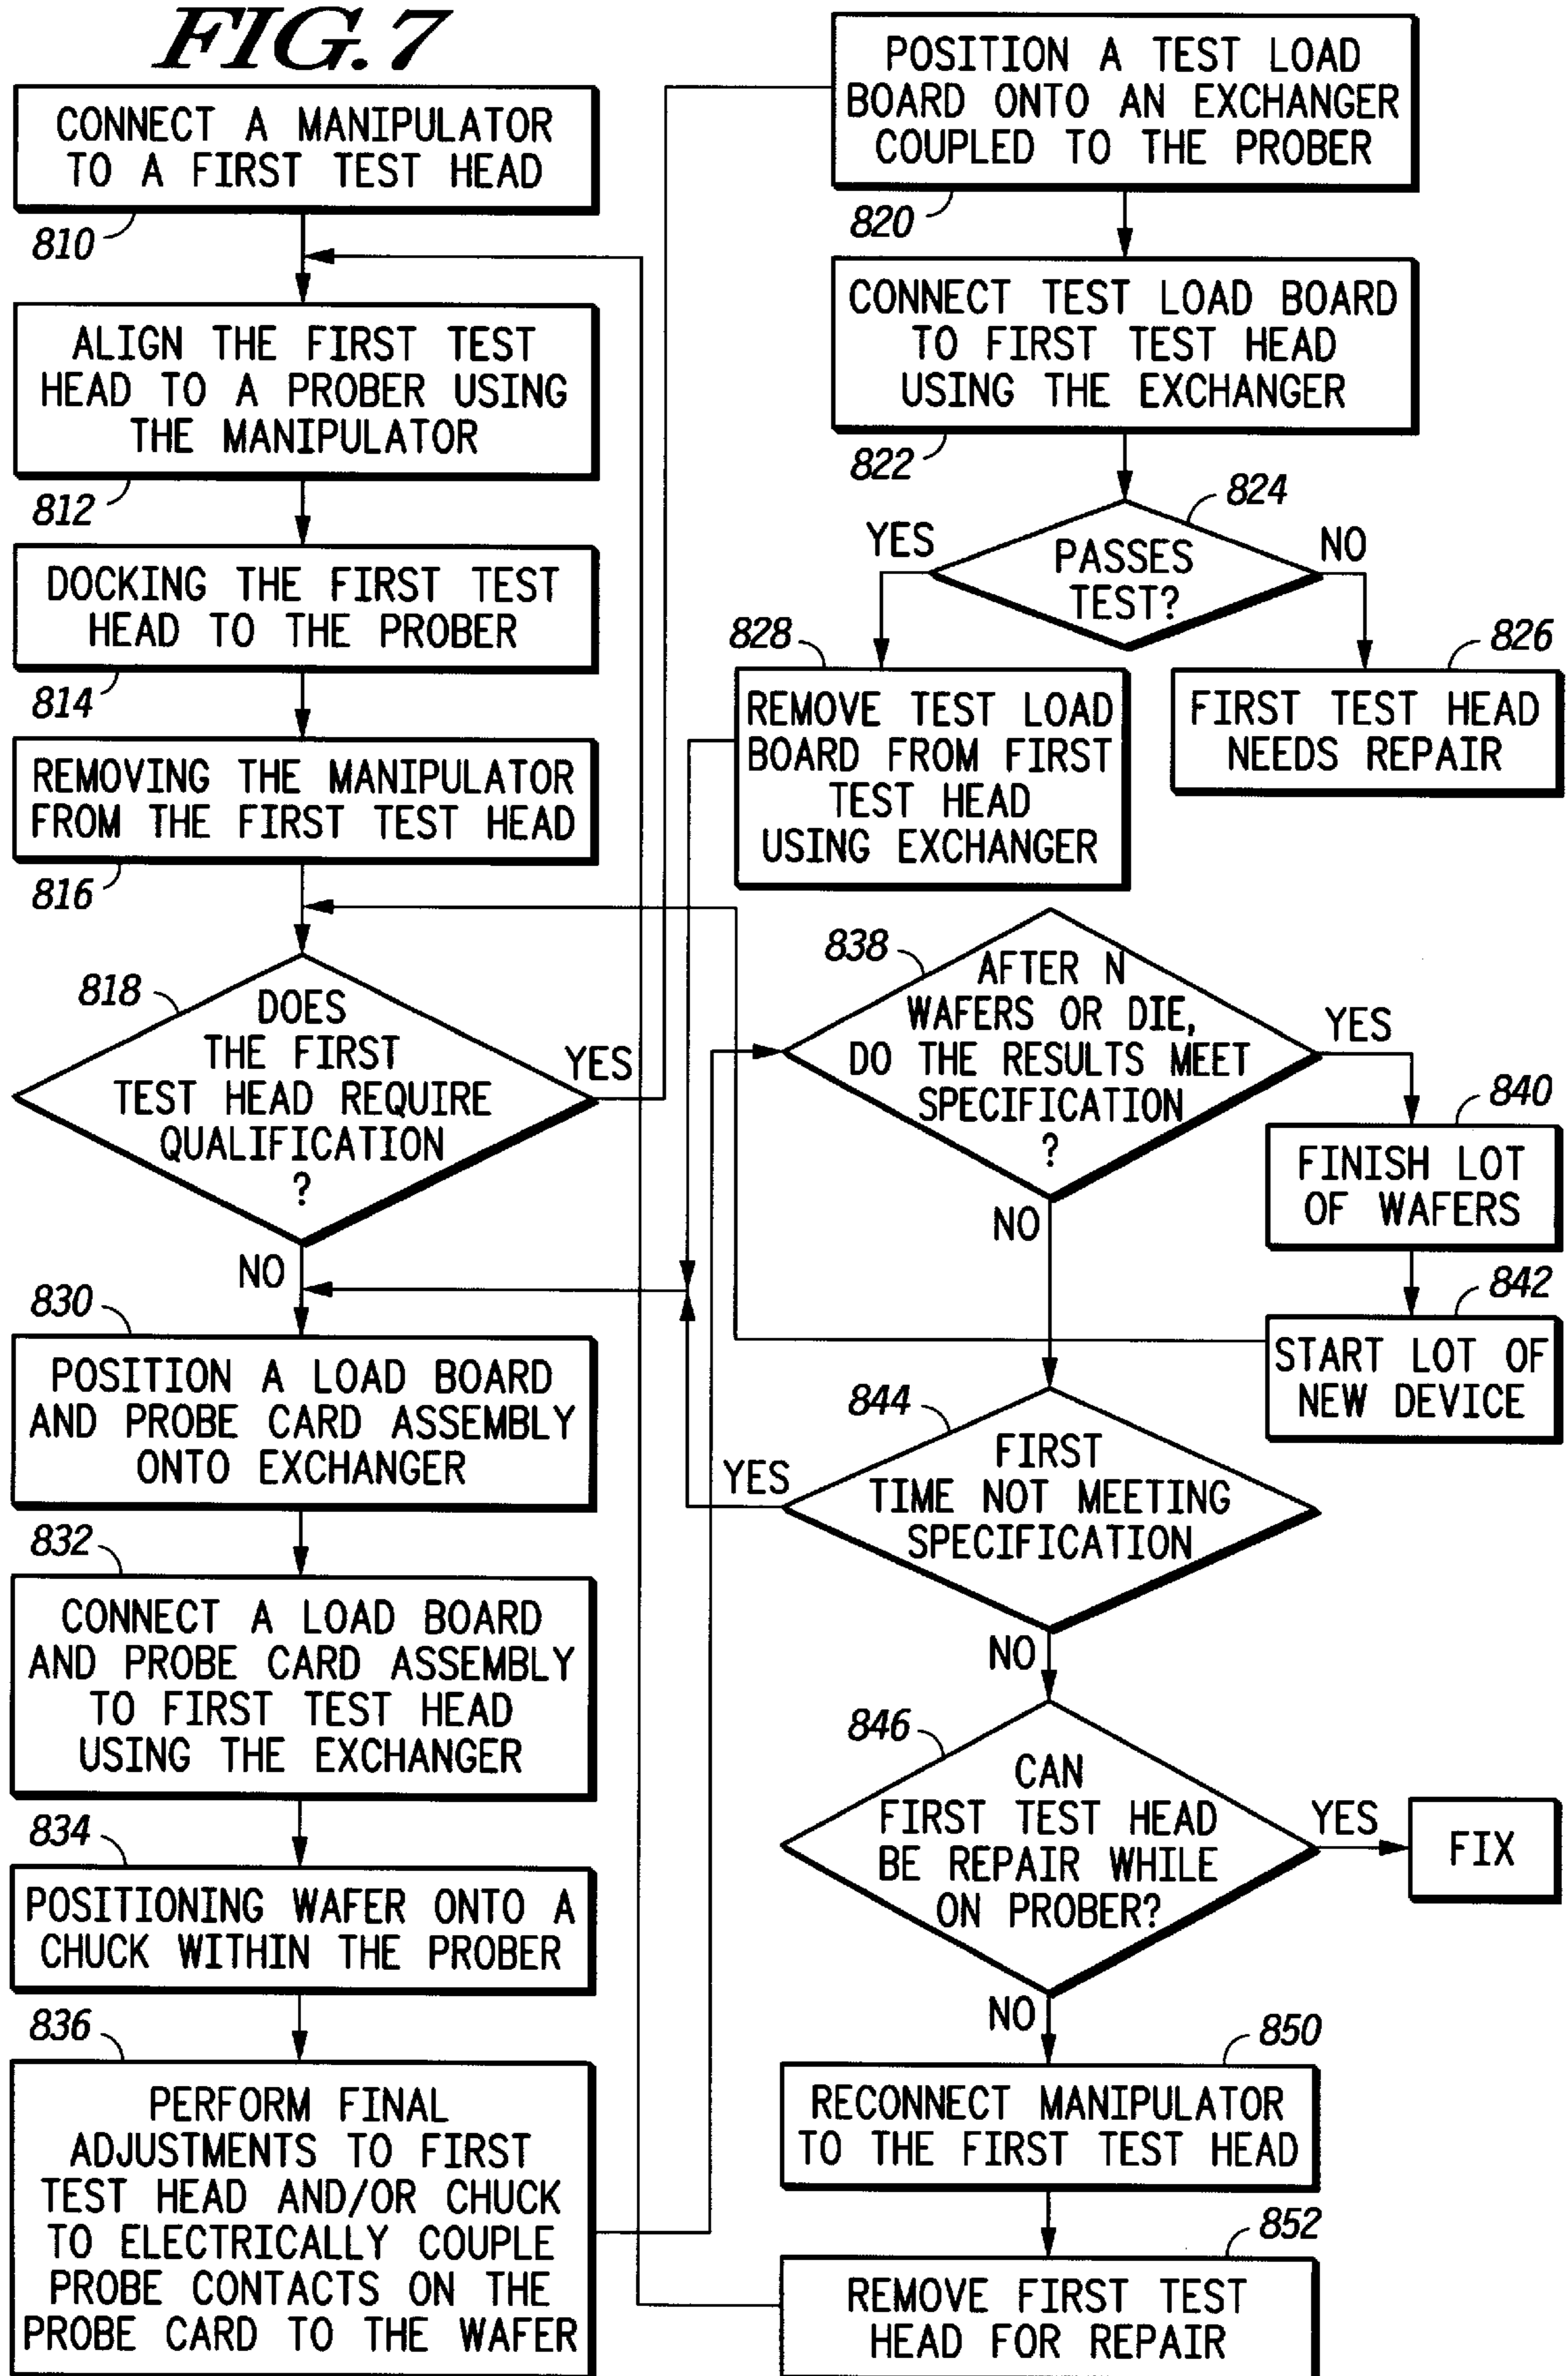 FIG.7
CONNECT A MANIPULATOR
TO A FIRST TEST HEAD
810
ALIGN THE FIRST TEST
HEAD TO A PROBER USING
THE MANIPULATOR
812
DOCKING THE FIRST TEST
HEAD TO THE PROBER
814
REMOVING THE MANIPULATOR
FROM THE FIRST TEST HEAD
816
818
DOES
THE FIRST
TEST HEAD REQUIRE
QUALIFICATION
?
YES
NO
830
POSITION A LOAD BOARD
AND PROBE CARD ASSEMBLY
ONTO EXCHANGER
832
CONNECT A LOAD BOARD
AND PROBE CARD ASSEMBLY
TO FIRST TEST HEAD
USING THE EXCHANGER
834
POSITIONING WAFER ONTO A
CHUCK WITHIN THE PROBER
836
PERFORM FINAL
ADJUSTMENTS TO FIRST
TEST HEAD AND/OR CHUCK
TO ELECTRICALLY COUPLE
PROBE CONTACTS ON THE
PROBE CARD TO THE WAFER
POSITION A TEST LOAD
BOARD ONTO AN EXCHANGER
COUPLED TO THE PROBER
820
CONNECT TEST LOAD BOARD
TO FIRST TEST HEAD
USING THE EXCHANGER
822
824
PASSES
TEST?
YES
NO
828
REMOVE TEST LOAD
BOARD FROM FIRST
TEST HEAD
USING EXCHANGER
826
FIRST TEST HEAD
NEEDS REPAIR
838
AFTER N
WAFERS OR DIE,
DO THE RESULTS MEET
SPECIFICATION
?
YES
NO
840
FINISH LOT
OF WAFERS
842
START LOT OF
NEW DEVICE
844
FIRST
TIME NOT MEETING
SPECIFICATION
YES
NO
846
CAN
FIRST TEST HEAD
BE REPAIR WHILE
ON PROBER?
YES
FIX
NO
850
RECONNECT MANIPULATOR
TO THE FIRST TEST HEAD
852
REMOVE FIRST TEST
HEAD FOR REPAIR